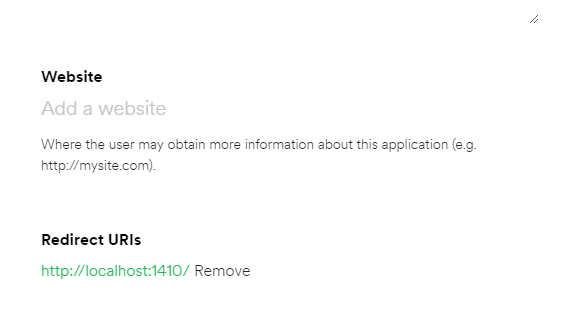 Website
Add a website
Where the user may obtain more information about this application (e.g.
http://mysite.com).
Redirect URIs
http://localhost:1410/ Remove